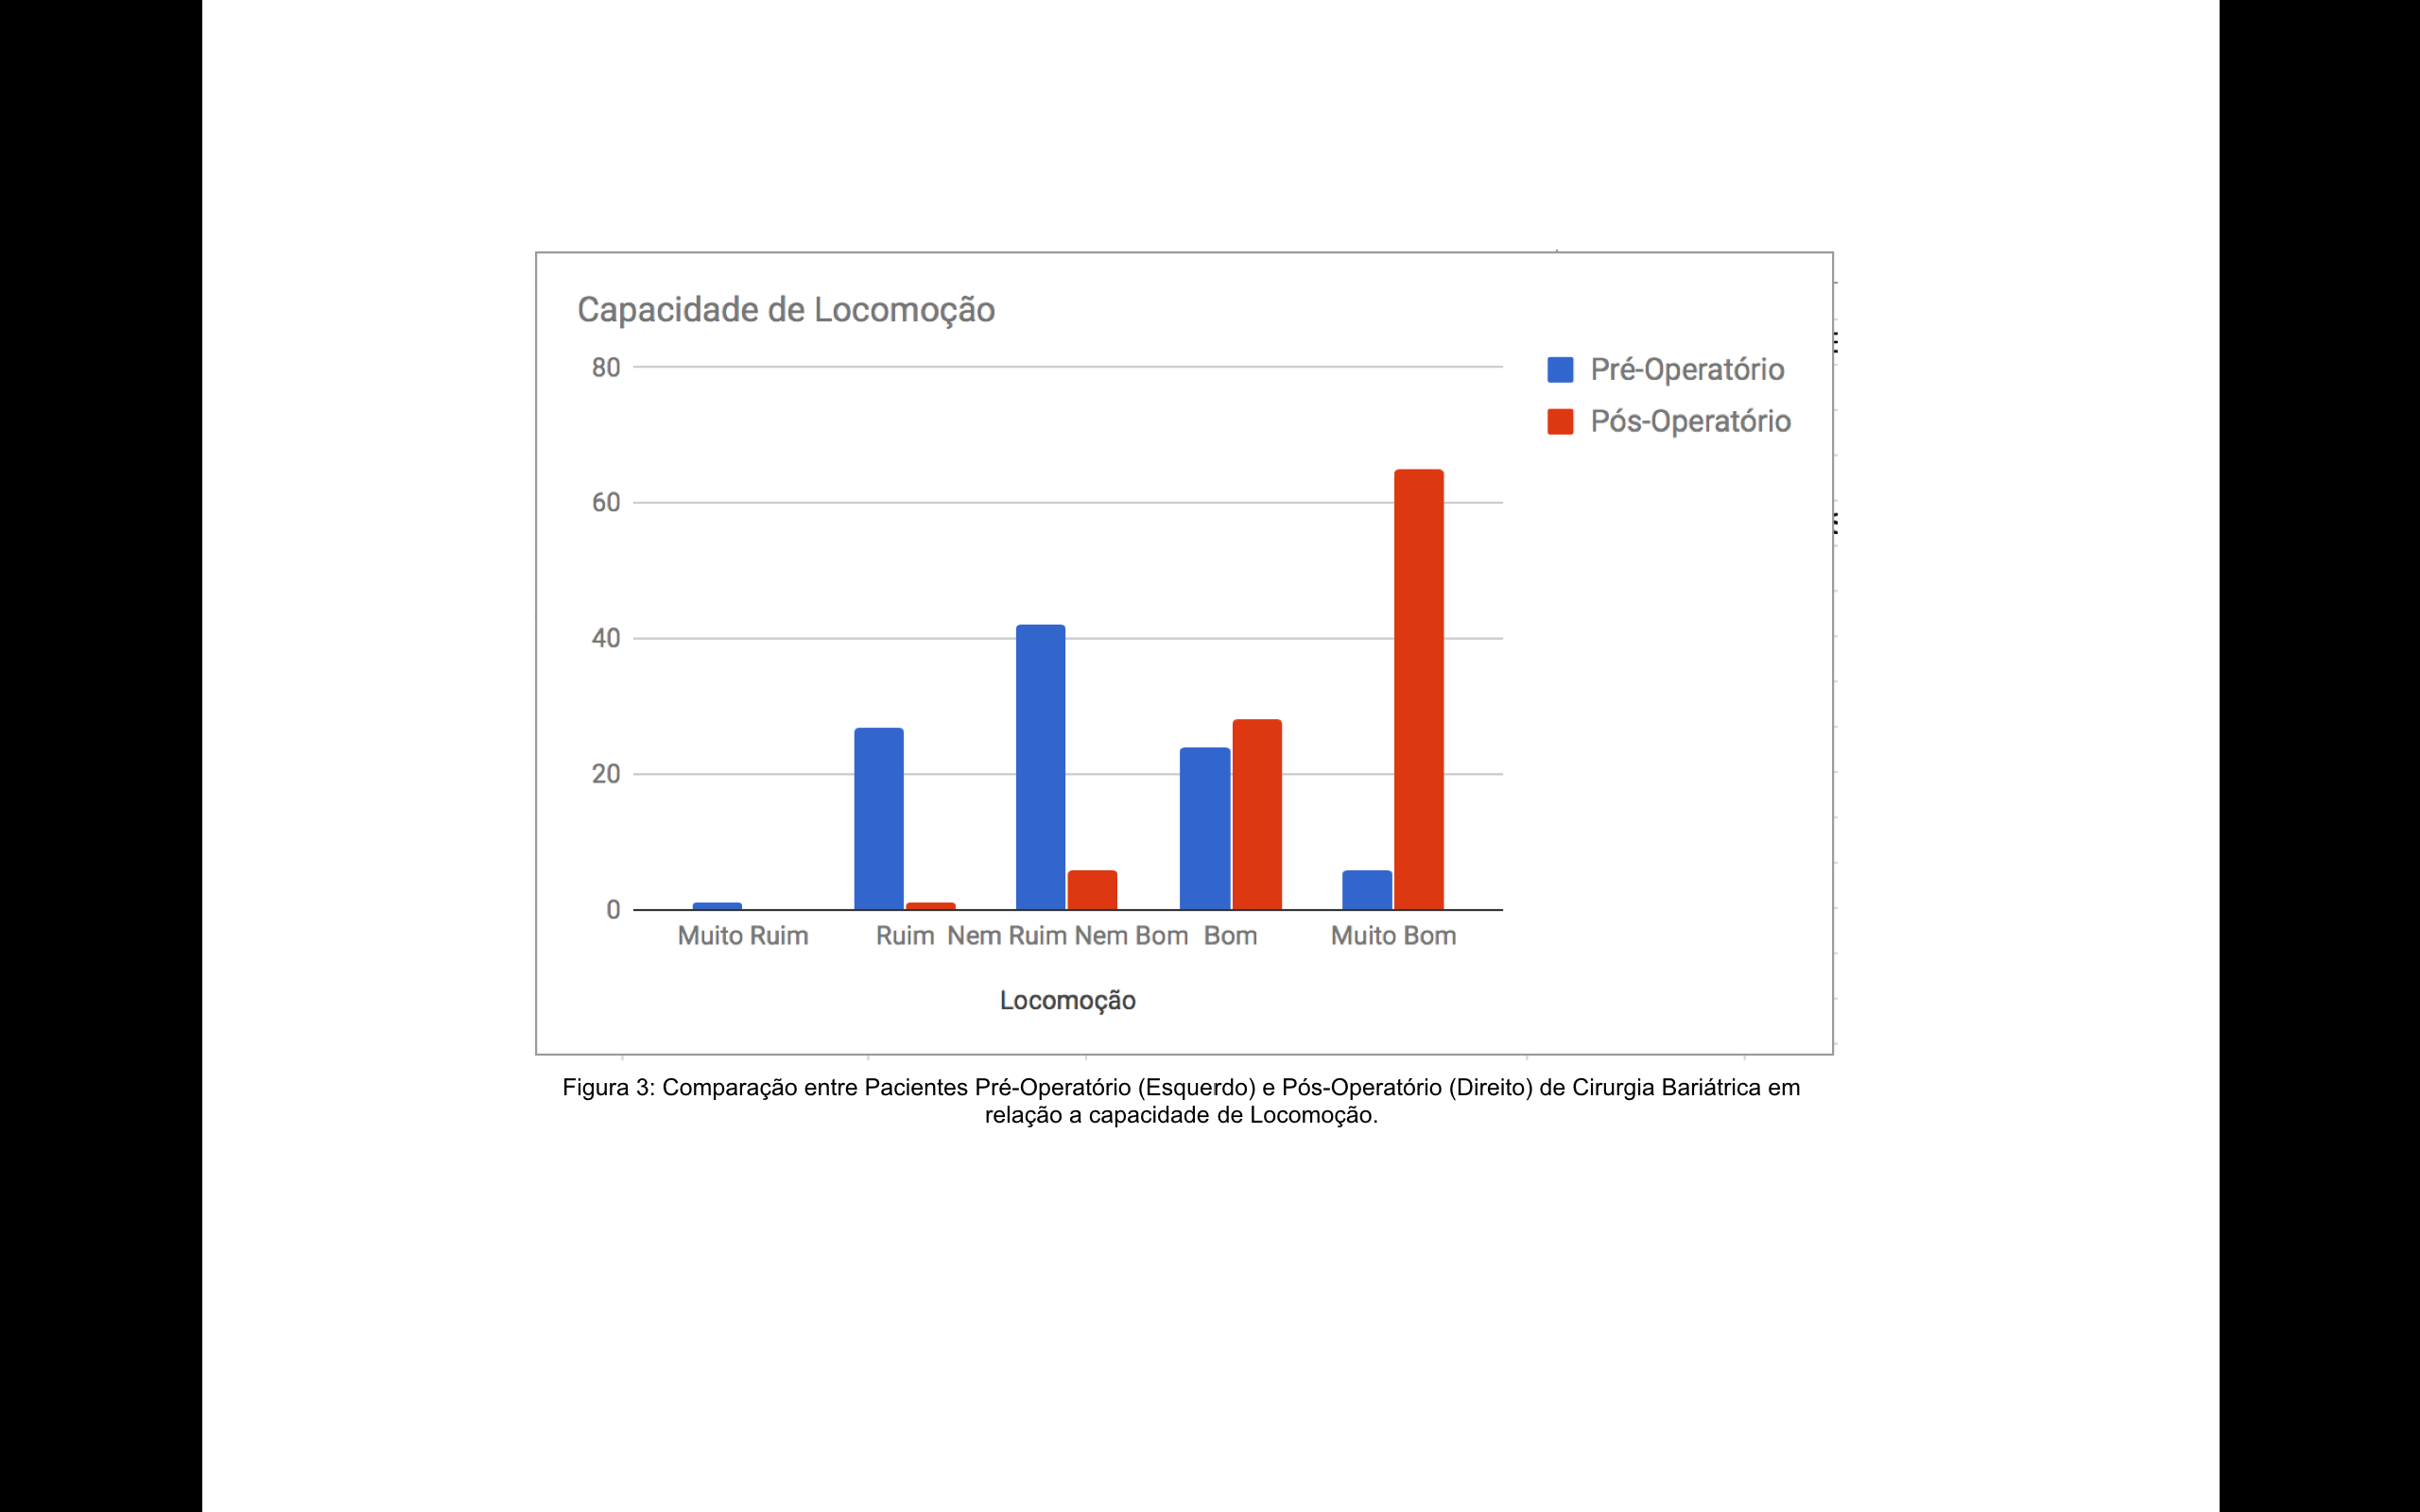 Capacidade de Locomoção
80
60
40
20
0
Pré-Operatório
Pós-Operatório
Muito Ruim
Ruim
Nem Ruim Nem Bom
Bom
Muito Bom
Locomoção
Figura 3: Comparação entre Pacientes Pré-Operatório (Esquerdo) e Pós-Operatório (Direito) de Cirurgia Bariátrica em
relação a capacidade de Locomoção.